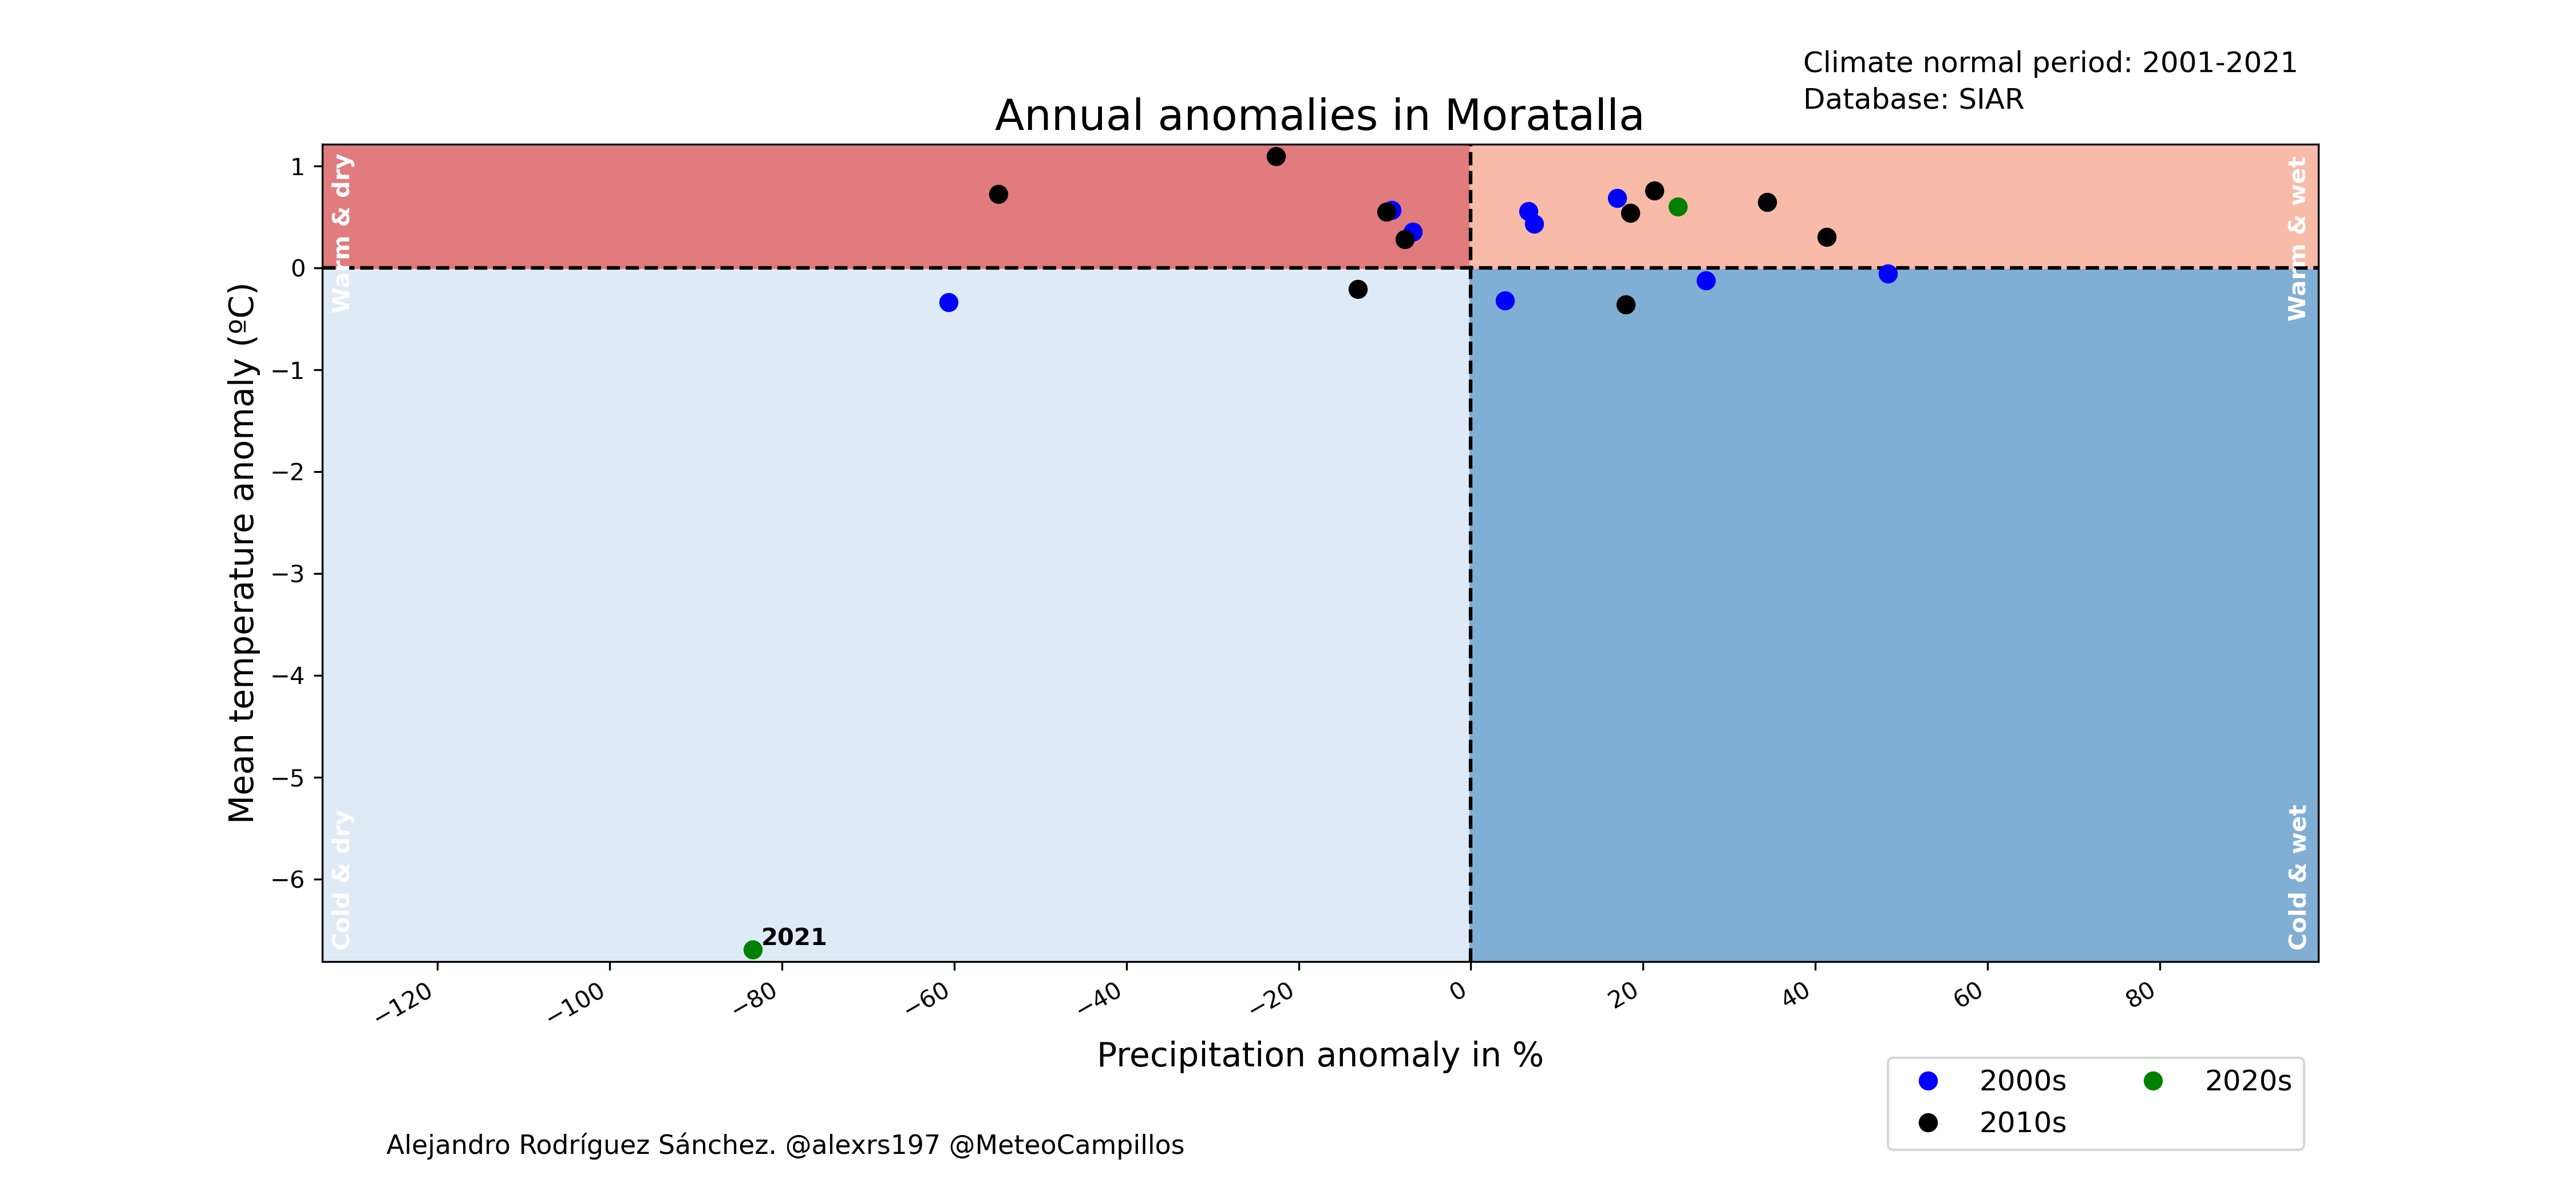 Climate normal period: 2001-2021
Database: SIAR
Annual anomalies in Moratalla
Warm & dry
Warm & wet
Cold & dry
Cold & wet
Mean temperature anomaly (ºC)
1
0
−1
−2
−3
−4
−5
−6
2021
−120
−100
−80
−60
−40
−20
0
20
40
60
80
Precipitation anomaly in %
2000s
2010s
2020s
Alejandro Rodríguez Sánchez. @alexrs197 @MeteoCampillos